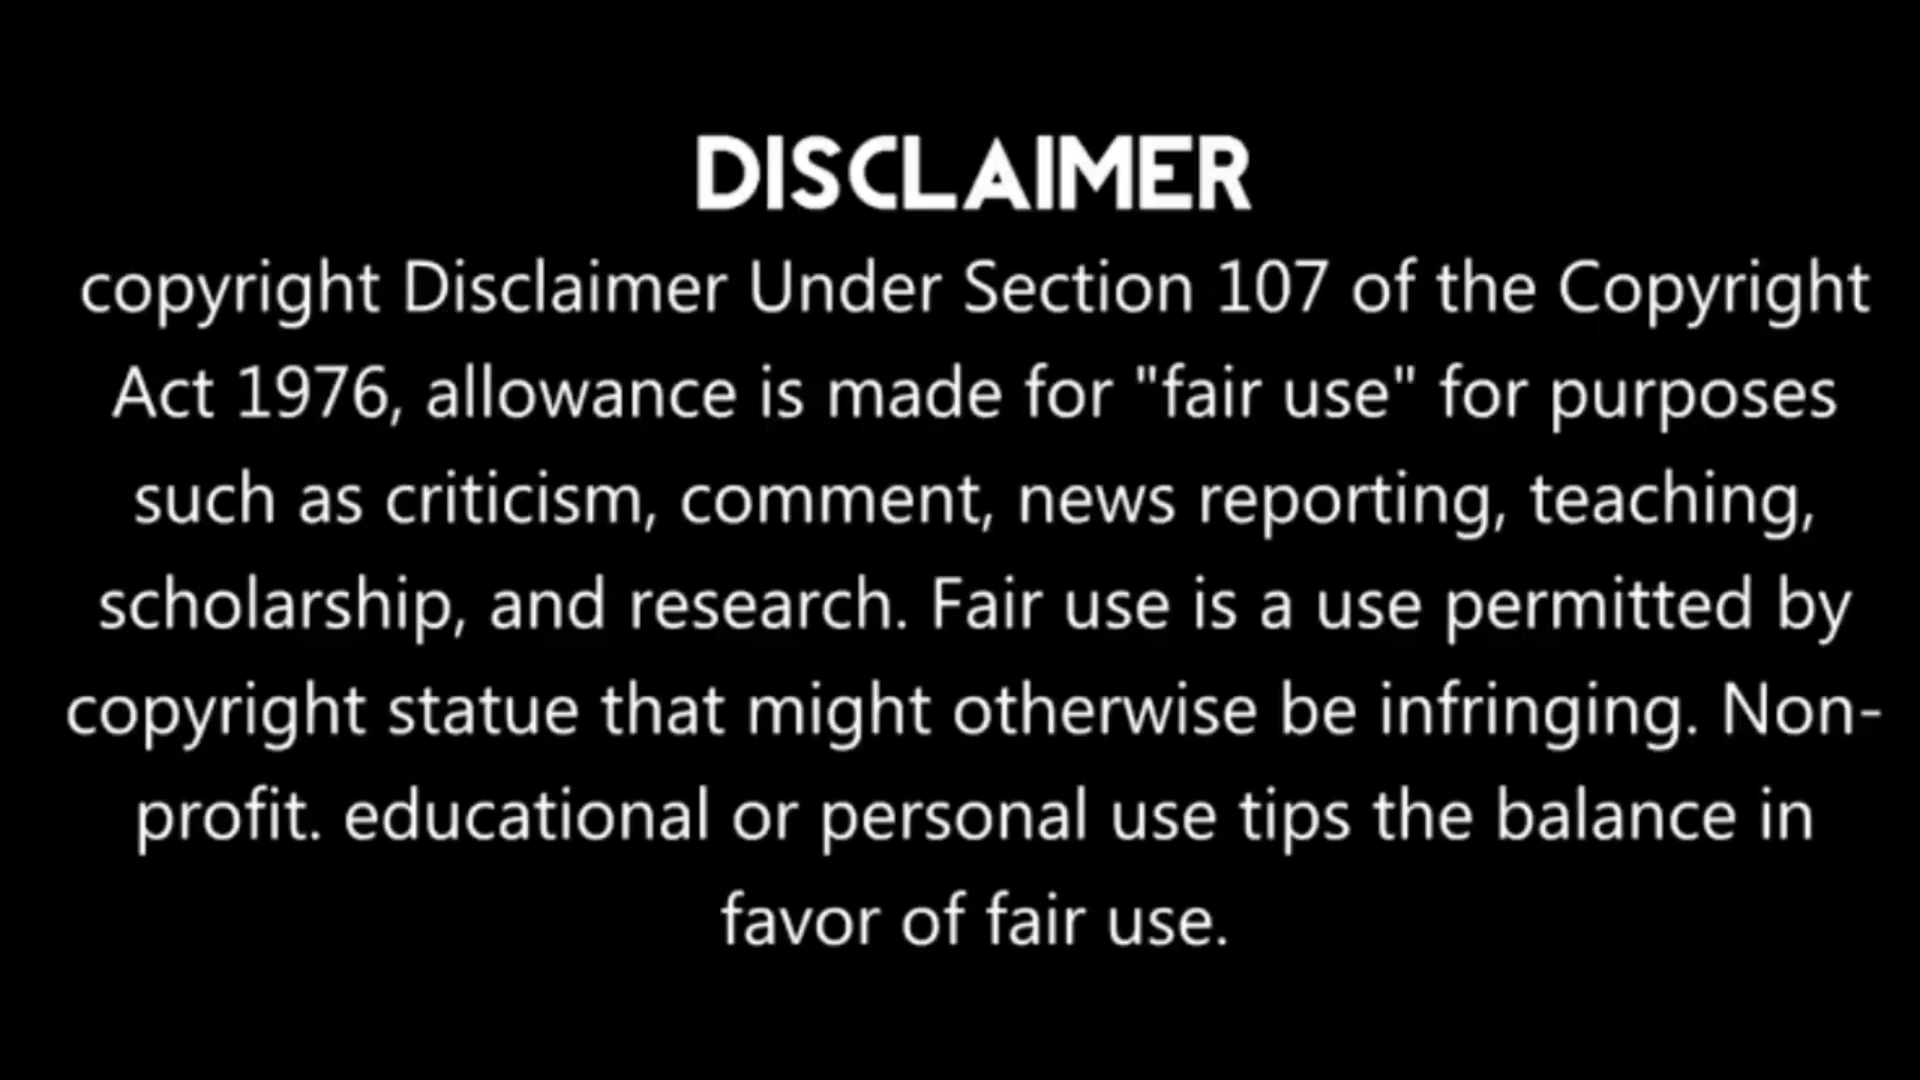 DISCLAIMER
copyright Disclaimer Under Section 107 of the Copyright
Act 1976, allowance is made for "fair use" for purposes
such as criticism, comment, news reporting, teaching,
scholarship, and research. Fair use is a use permitted by
copyright statue that might otherwise be infringing. Non-
profit. educational or personal use tips the balance in
favor of fair use.